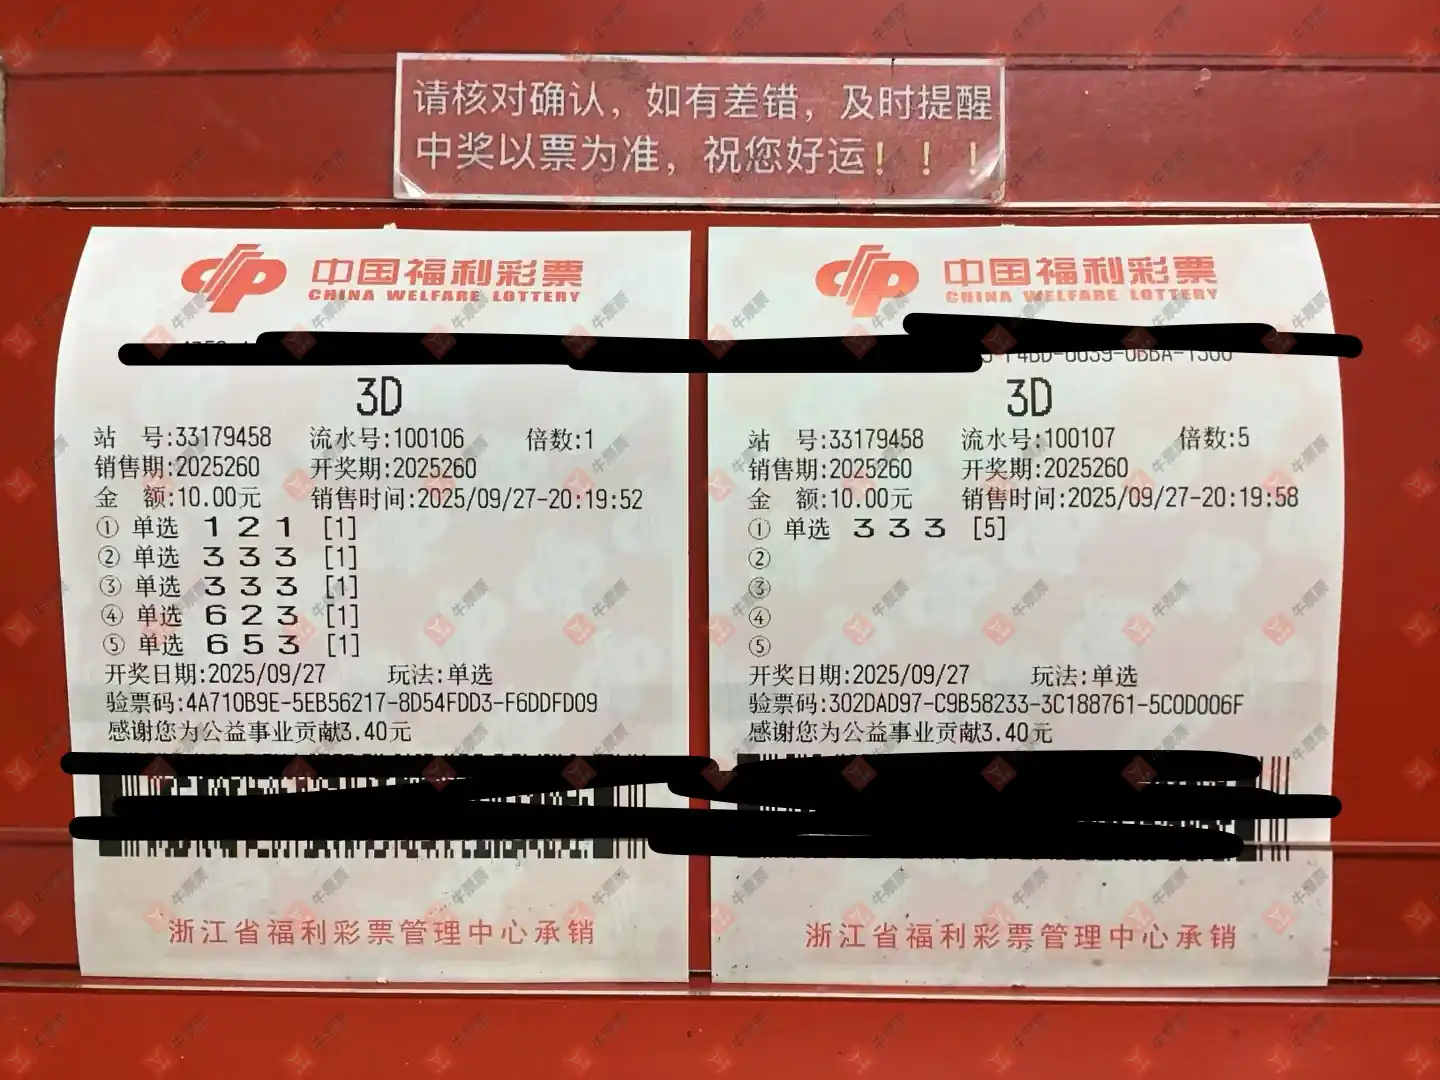 请核对确认，如有差错，及时提醒
中奖以票为准，祝您好运！！！
中国福利彩票
CHINA WELFARE LOTTERY
3D
站 号:33179458 流水号:100106 倍数:1
销售期:2025260 开奖期:2025260
金 额:10.00元 销售时间:2025/09/27-20:19:52
① 单选 1 2 1 [1]
② 单选 3 3 3 [1]
③ 单选 3 3 3 [1]
④ 单选 6 2 3 [1]
⑤ 单选 6 5 3 [1]
开奖日期:2025/09/27 玩法:单选
验票码:4A710B9E-5EB56217-8D54FDD3-F6DDFD09
感谢您为公益事业贡献3.40元
浙江省福利彩票管理中心承销
中国福利彩票
CHINA WELFARE LOTTERY
3D
站 号:33179458 流水号:100107 倍数:5
销售期:2025260 开奖期:2025260
金 额:10.00元 销售时间:2025/09/27-20:19:58
① 单选 3 3 3 [5]
②
③
④
⑤
开奖日期:2025/09/27 玩法:单选
验票码:302DAD97-C9B58233-3C188761-5C0D006F
感谢您为公益事业贡献3.40元
浙江省福利彩票管理中心承销